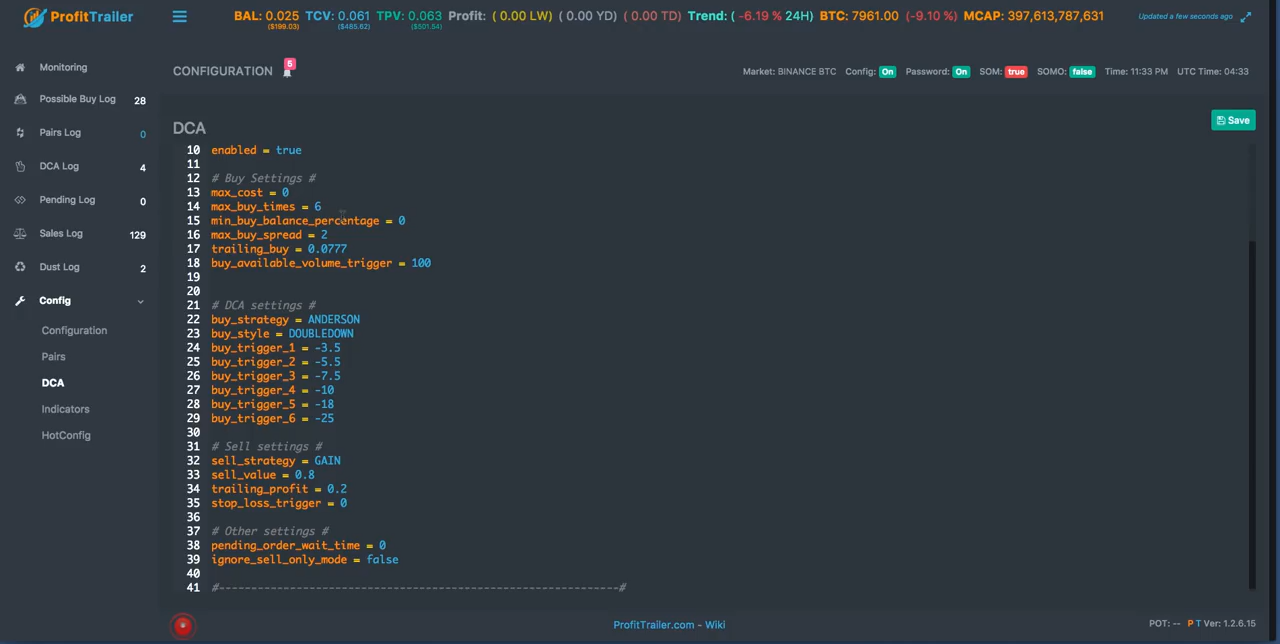 ProfitTrailer
BAL: 0.025 TCV: 0.061 TPV: 0.063 Profit: ( 0.00 LW) ( 0.00 YD) ( 0.00 TD) Trend: ( -6.19 % 24H) BTC: 7961.00 (-9.10 %) MCAP: 397,613,787,631
($199.03) ($485.62) ($501.54)
Updated a few seconds ago
CONFIGURATION 5
Market: BINANCE BTC Config: On Password: On SOM: true SOMO: false Time: 11:33 PM UTC Time: 04:33
Monitoring
Possible Buy Log 28
Pairs Log 0
DCA Log 4
Pending Log 0
Sales Log 129
Dust Log 2
Config
Configuration
Pairs
DCA
Indicators
HotConfig
DCA
Save
10 enabled = true
11
12 # Buy Settings #
13 max_cost = 0
14 max_buy_times = 6
15 min_buy_balance_percentage = 0
16 max_buy_spread = 2
17 trailing_buy = 0.0777
18 buy_available_volume_trigger = 100
19
20
21 # DCA settings #
22 buy_strategy = ANDERSON
23 buy_style = DOUBLEDOWN
24 buy_trigger_1 = -3.5
25 buy_trigger_2 = -5.5
26 buy_trigger_3 = -7.5
27 buy_trigger_4 = -10
28 buy_trigger_5 = -18
29 buy_trigger_6 = -25
30
31 # Sell settings #
32 sell_strategy = GAIN
33 sell_value = 0.8
34 trailing_profit = 0.2
35 stop_loss_trigger = 0
36
37 # Other settings #
38 pending_order_wait_time = 0
39 ignore_sell_only_mode = false
40
41 #--------------------------------------------------------------#
ProfitTrailer.com - Wiki
POT: -- P T Ver: 1.2.6.15